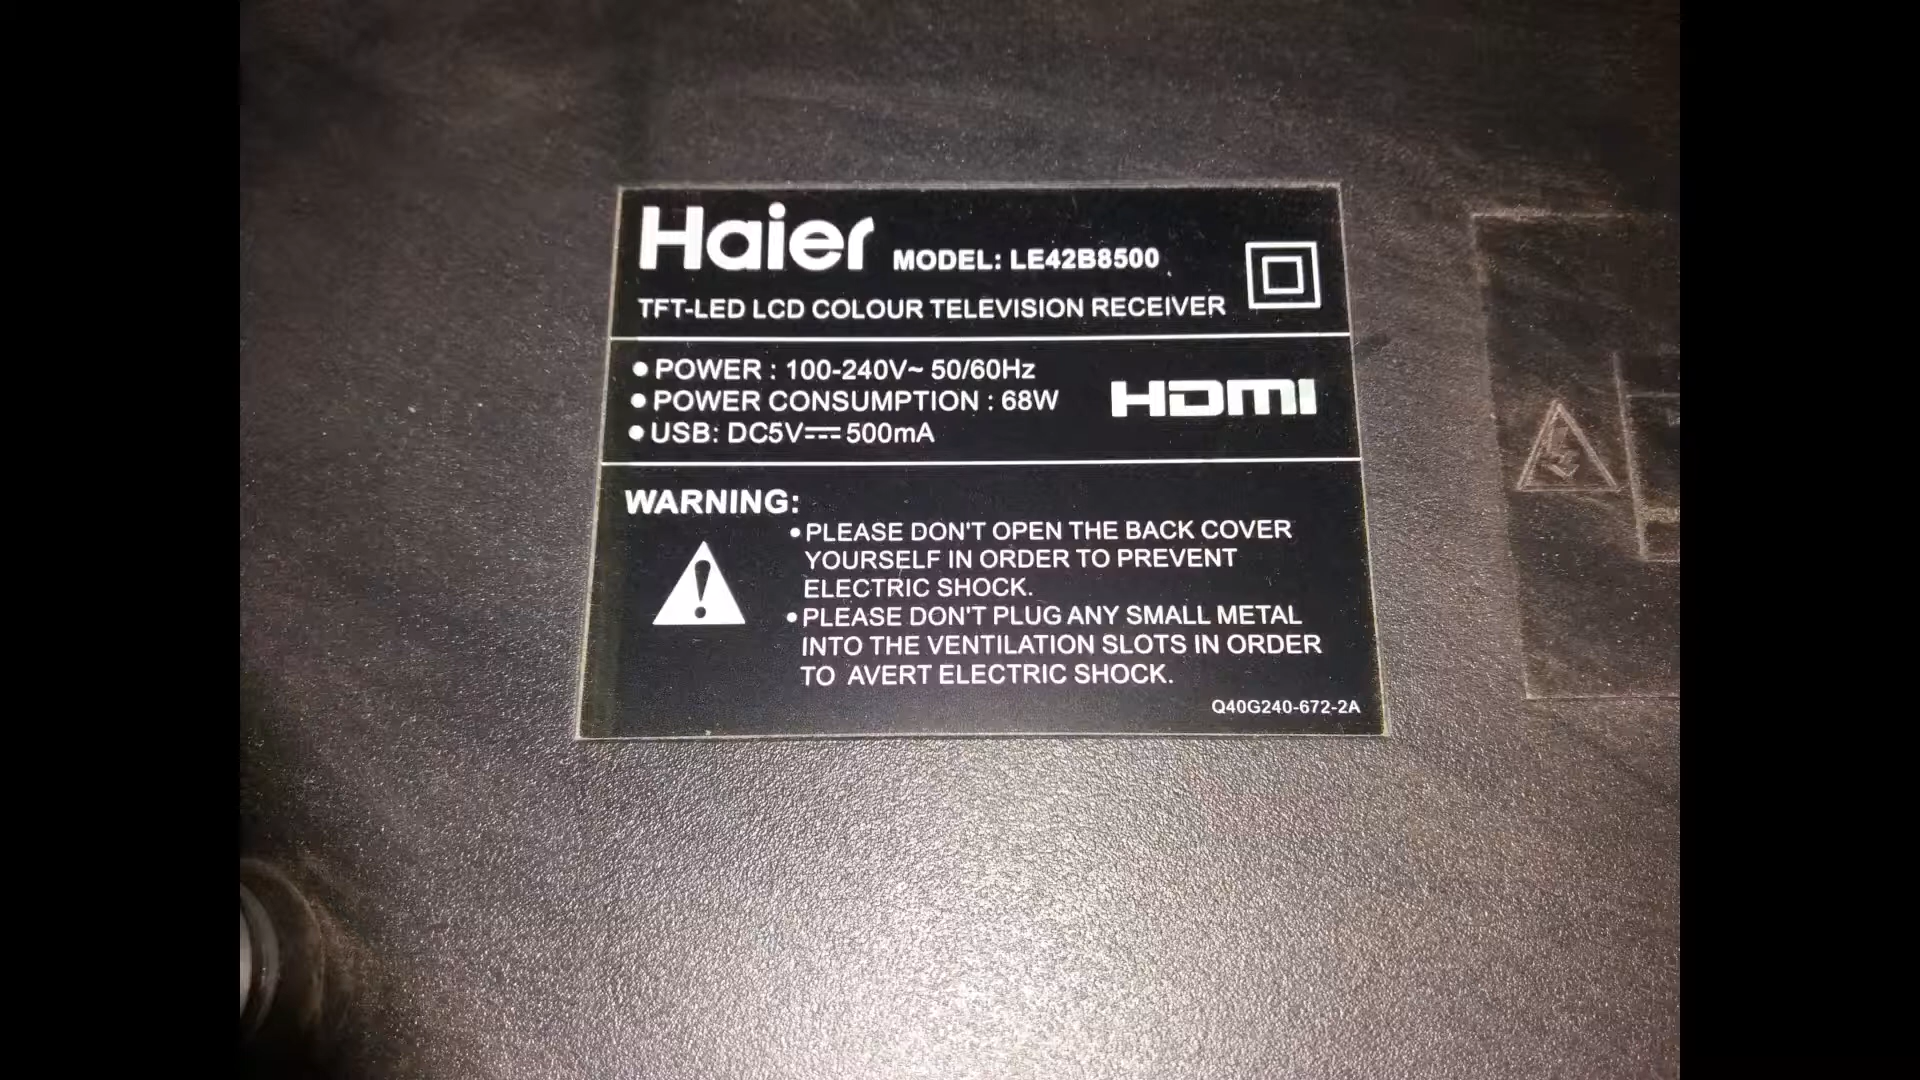 Haier MODEL: LE42B8500
TFT-LED LCD COLOUR TELEVISION RECEIVER
● POWER : 100-240V~ 50/60Hz
● POWER CONSUMPTION : 68W
● USB: DC5V⎓500mA
HDMI
WARNING:
•PLEASE DON'T OPEN THE BACK COVER
YOURSELF IN ORDER TO PREVENT
ELECTRIC SHOCK.
•PLEASE DON'T PLUG ANY SMALL METAL
INTO THE VENTILATION SLOTS IN ORDER
TO AVERT ELECTRIC SHOCK.
Q40G240-672-2A